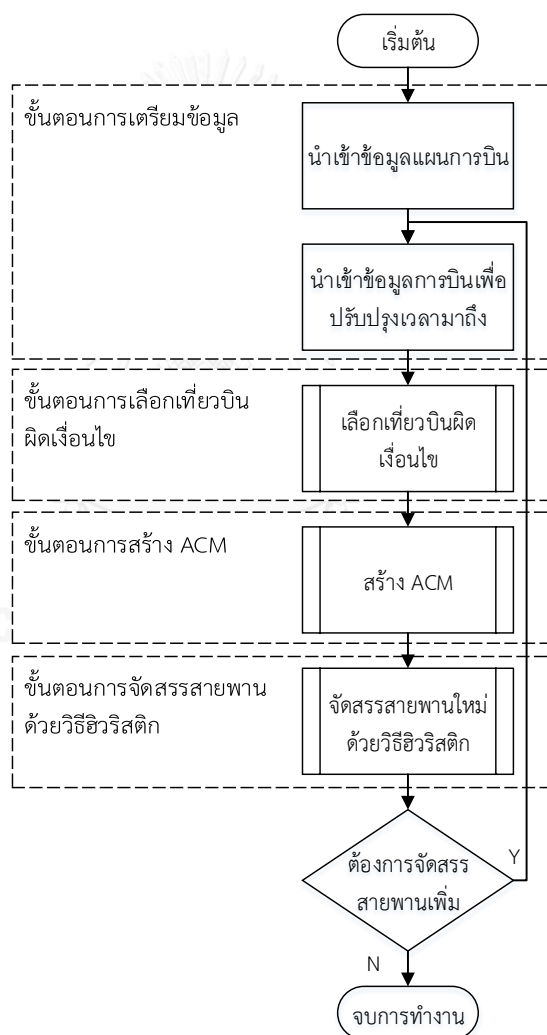 เริ่มต้น
ขั้นตอนการเตรียมข้อมูล
นำเข้าข้อมูลแผนการบิน
นำเข้าข้อมูลการบินเพื่อ
ปรับปรุงเวลามาถึง
ขั้นตอนการเลือกเที่ยวบิน
ผิดเงื่อนไข
เลือกเที่ยวบินผิด
เงื่อนไข
ขั้นตอนการสร้าง ACM
สร้าง ACM
ขั้นตอนการจัดสรรสายพาน
ด้วยวิธีฮิวริสติก
จัดสรรสายพานใหม่
ด้วยวิธีฮิวริสติก
ต้องการจัดสรร
สายพานเพิ่ม
Y
N
จบการทำงาน